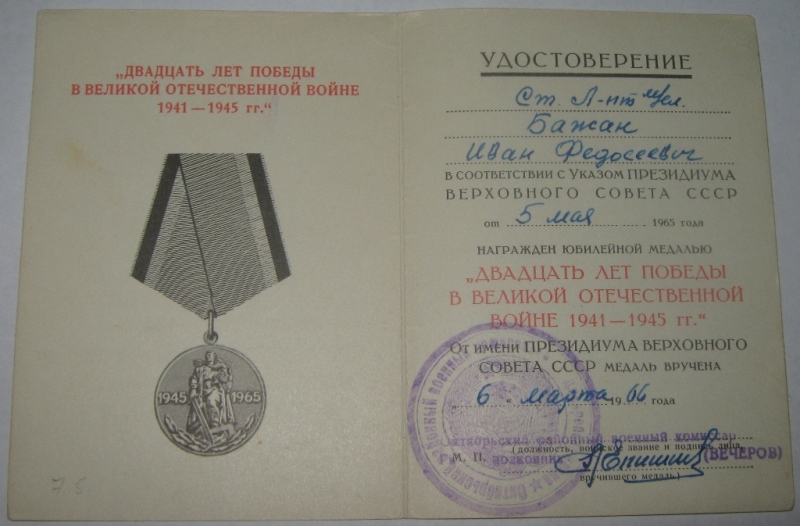 „ДВАДЦАТЬ ЛЕТ ПОБЕДЫ
В ВЕЛИКОЙ ОТЕЧЕСТВЕННОЙ ВОЙНЕ
1941—1945 гг.“
1945 1965
75
УДОСТОВЕРЕНИЕ
Ст. Л-нт
Бажан
Иван Федосеевич
В СООТВЕТСТВИИ С УКАЗОМ ПРЕЗИДИУМА
ВЕРХОВНОГО СОВЕТА СССР
от 5 мая 1965 года
НАГРАЖДЕН ЮБИЛЕЙНОЙ МЕДАЛЬЮ
„ДВАДЦАТЬ ЛЕТ ПОБЕДЫ
В ВЕЛИКОЙ ОТЕЧЕСТВЕННОЙ
ВОЙНЕ 1941—1945 гг.“
От имени ПРЕЗИДИУМА ВЕРХОВНОГО
СОВЕТА СССР МЕДАЛЬ ВРУЧЕНА
„6“ марта 1966 года
октябрьский районный военный комиссар
(должность, воинское звание и подпись лица,
М. П. полковник (ВЕЧЕРОВ)
вручившего медаль)